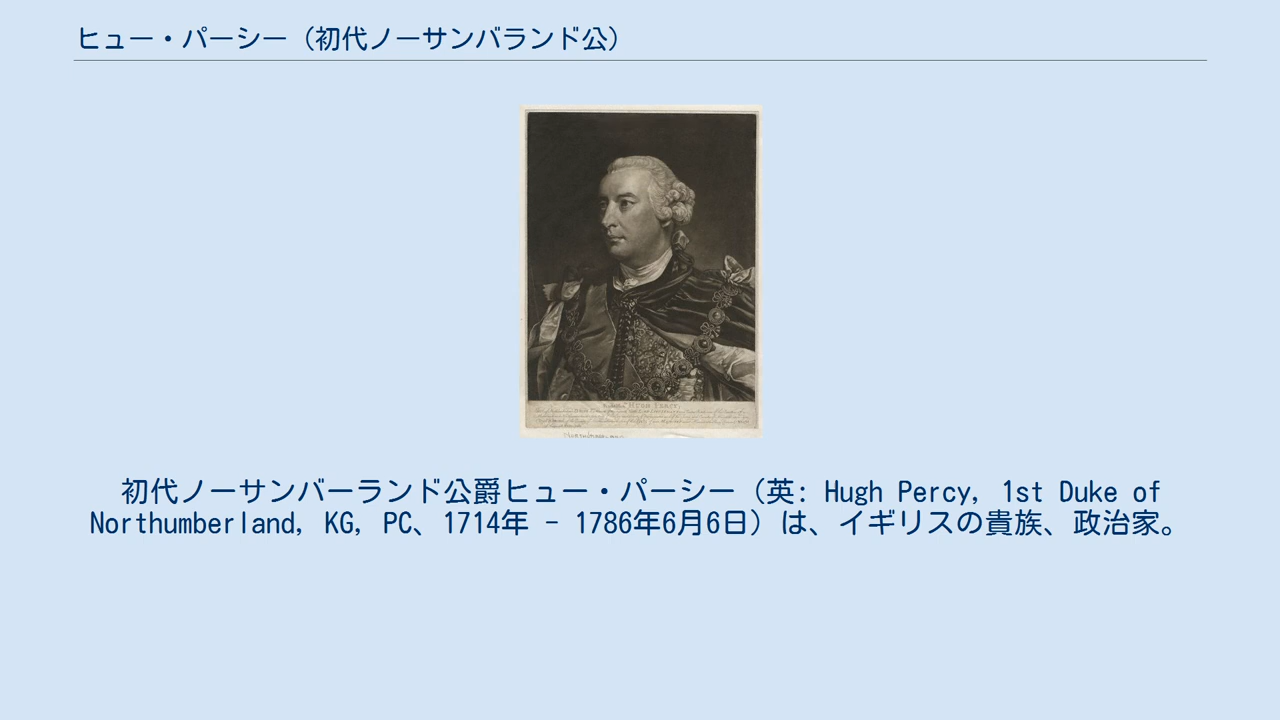 ヒュー・パーシー（初代ノーサンバランド公）
HUGH PERCY,
初代ノーサンバーランド公爵ヒュー・パーシー（英: Hugh Percy, 1st Duke of
Northumberland, KG, PC、1714年 - 1786年6月6日）は、イギリスの貴族、政治家。